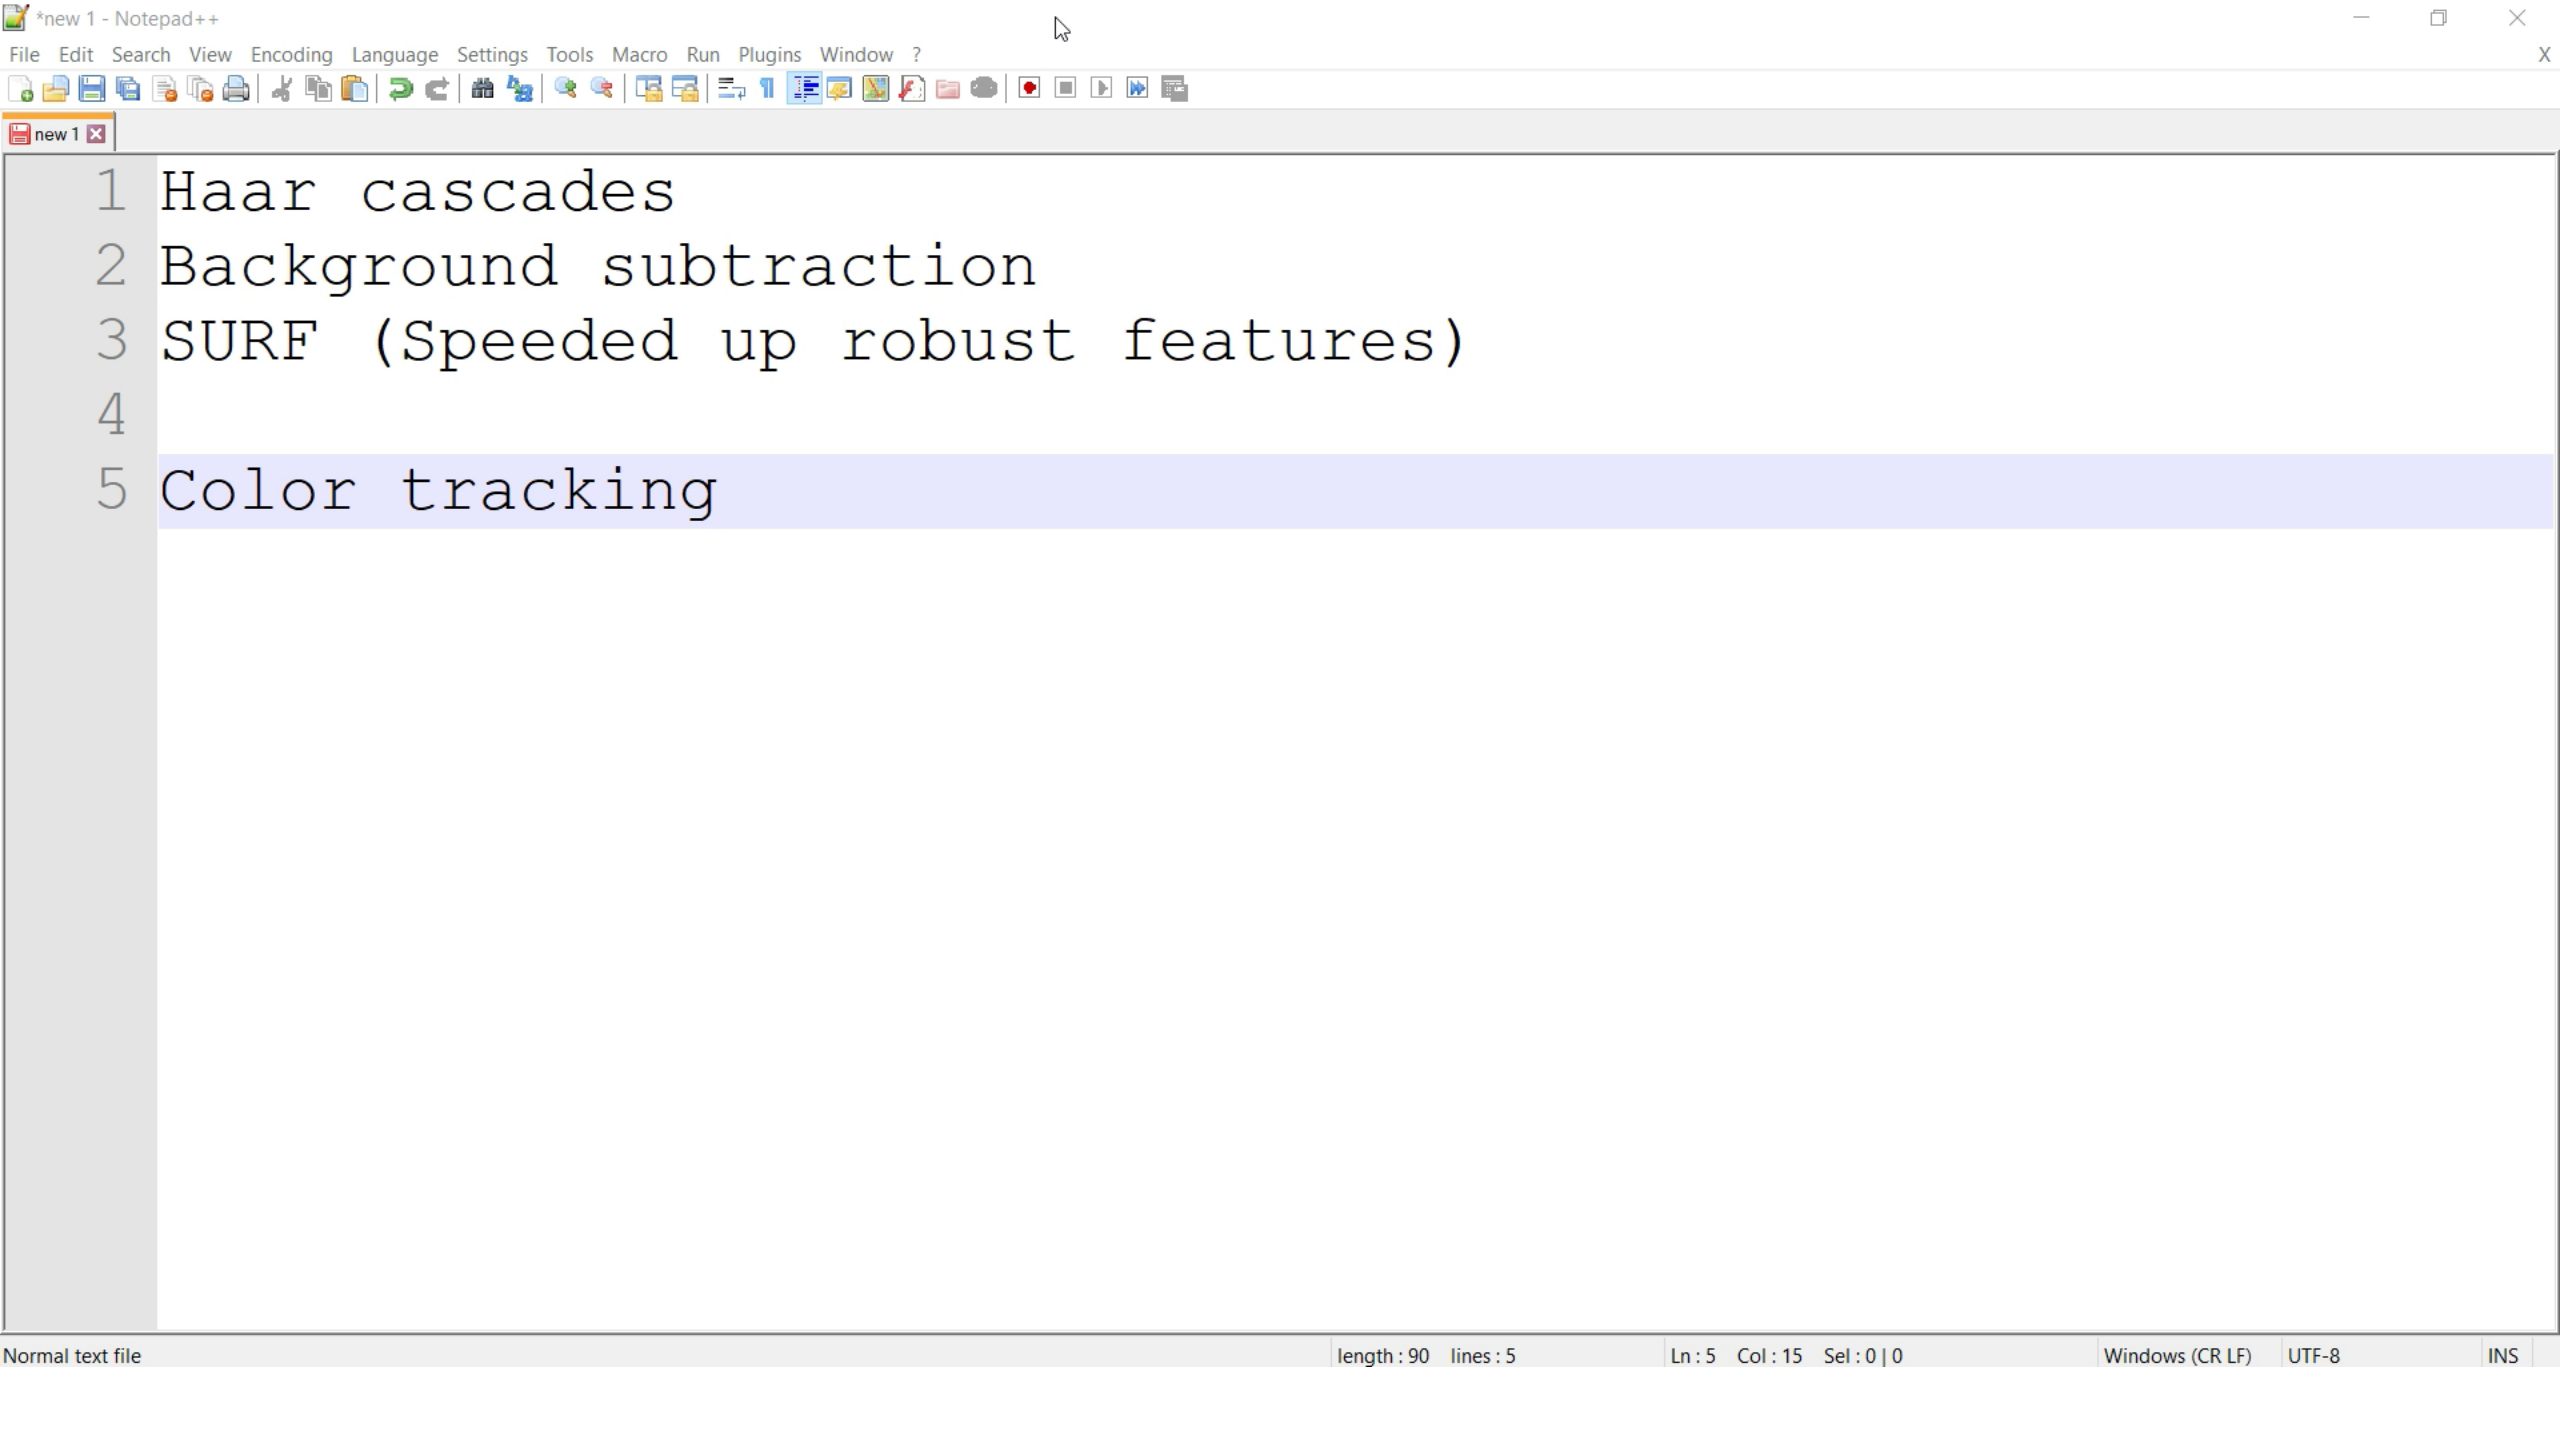 *new 1 - Notepad++
File Edit Search View Encoding Language Settings Tools Macro Run Plugins Window ? X
new 1
1 Haar cascades
2 Background subtraction
3 SURF (Speeded up robust features)
4
5 Color tracking
Normal text file length : 90 lines : 5 Ln : 5 Col : 15 Sel : 0 | 0 Windows (CR LF) UTF-8 INS